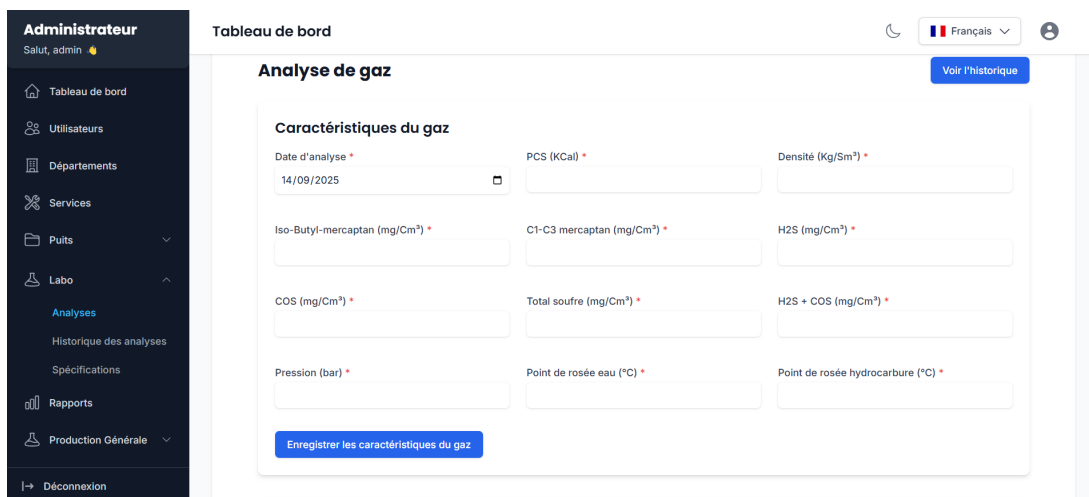 Administrateur
Salut, admin 👋
Tableau de bord
Utilisateurs
Départements
Services
Puits
Labo
Analyses
Historique des analyses
Spécifications
Rapports
Production Générale
Déconnexion
Tableau de bord
Français
Analyse de gaz
Voir l'historique
Caractéristiques du gaz
Date d'analyse *
PCS (KCal) *
Densité (Kg/Sm³) *
14/09/2025
Iso-Butyl-mercaptan (mg/Cm³) *
C1-C3 mercaptan (mg/Cm³) *
H2S (mg/Cm³) *
COS (mg/Cm³) *
Total soufre (mg/Cm³) *
H2S + COS (mg/Cm³) *
Pression (bar) *
Point de rosée eau (°C) *
Point de rosée hydrocarbure (°C) *
Enregistrer les caractéristiques du gaz